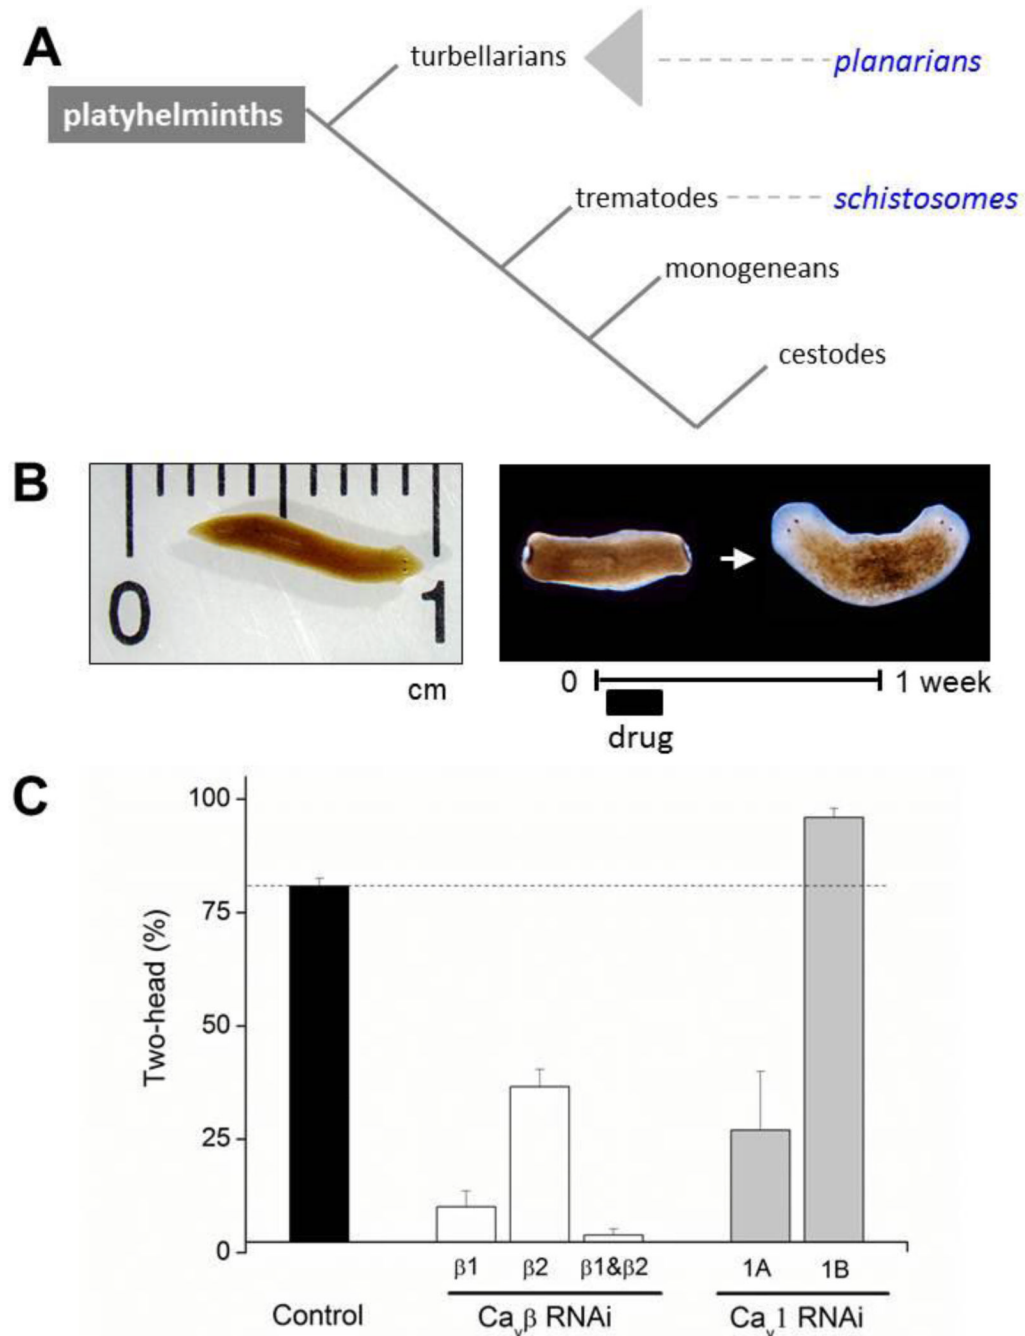 A
turbellarians
planarians
platyhelminths
trematodes
schistosomes
monogeneans
cestodes
B
0
1
cm
0
1 week
drug
C
Two-head (%)
100
75
50
25
0
β1
β2
β1&β2
1A
1B
Control
Cavβ RNAi
Cav1 RNAi